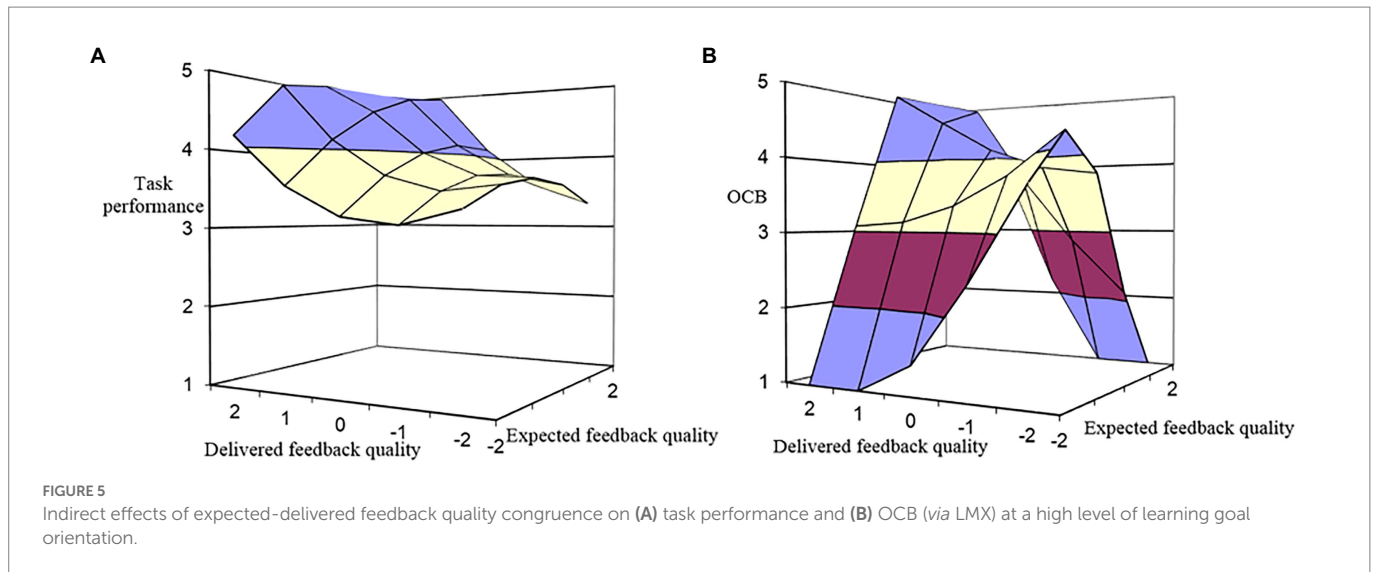 A
5
4
Task
performance
3
2
1
2
1
0
-1
-2
-2
2
Delivered feedback quality
Expected feedback quality
B
5
4
OCB
3
2
1
2
1
0
-1
-2
-2
2
Delivered feedback quality
Expected feedback quality
FIGURE 5
Indirect effects of expected-delivered feedback quality congruence on (A) task performance and (B) OCB (via LMX) at a high level of learning goal
orientation.